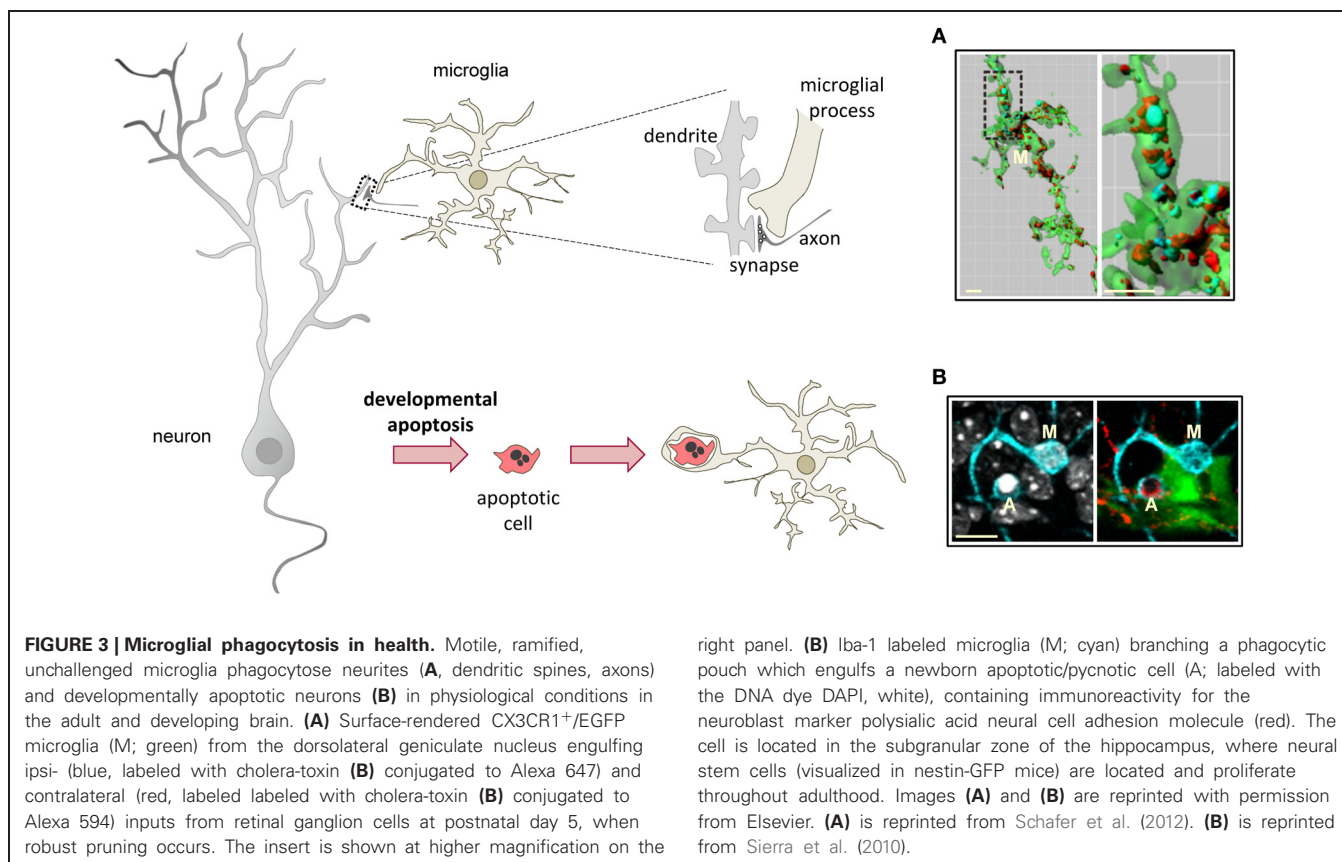 A
microglia
microglial
process
dendrite
M
axon
synapse
B
developmental
apoptosis
neuron
apoptotic
cell
M
A
M
A
FIGURE 3 | Microglial phagocytosis in health. Motile, ramified,
unchallenged microglia phagocytose neurites (A, dendritic spines, axons)
and developmentally apoptotic neurons (B) in physiological conditions in
the adult and developing brain. (A) Surface-rendered CX3CR1⁺/EGFP
microglia (M; green) from the dorsolateral geniculate nucleus engulfing
ipsi- (blue, labeled with cholera-toxin (B) conjugated to Alexa 647) and
contralateral (red, labeled labeled with cholera-toxin (B) conjugated to
Alexa 594) inputs from retinal ganglion cells at postnatal day 5, when
robust pruning occurs. The insert is shown at higher magnification on the
right panel. (B) Iba-1 labeled microglia (M; cyan) branching a phagocytic
pouch which engulfs a newborn apoptotic/pycnotic cell (A; labeled with
the DNA dye DAPI, white), containing immunoreactivity for the
neuroblast marker polysialic acid neural cell adhesion molecule (red). The
cell is located in the subgranular zone of the hippocampus, where neural
stem cells (visualized in nestin-GFP mice) are located and proliferate
throughout adulthood. Images (A) and (B) are reprinted with permission
from Elsevier. (A) is reprinted from Schafer et al. (2012). (B) is reprinted
from Sierra et al. (2010).